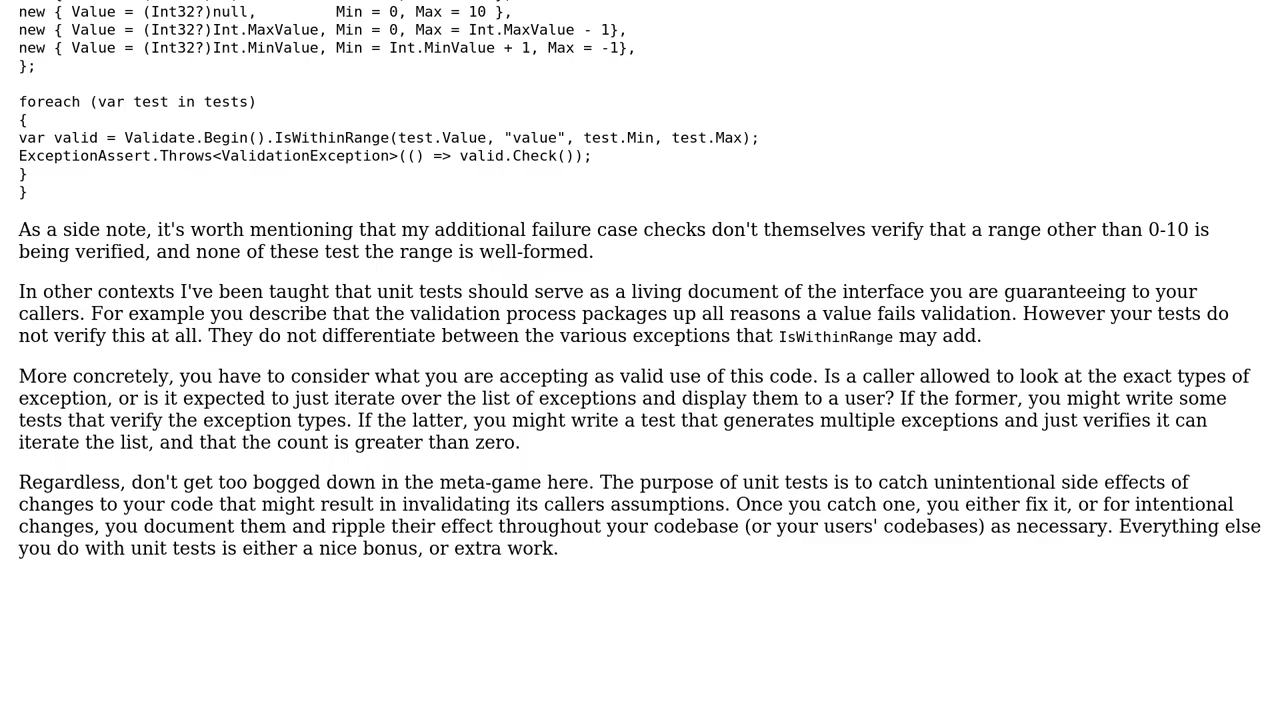 new { Value = (Int32?)null,         Min = 0, Max = 10 },
new { Value = (Int32?)Int.MaxValue, Min = 0, Max = Int.MaxValue - 1},
new { Value = (Int32?)Int.MinValue, Min = Int.MinValue + 1, Max = -1},
};
foreach (var test in tests)
{
var valid = Validate.Begin().IsWithinRange(test.Value, "value", test.Min, test.Max);
ExceptionAssert.Throws<ValidationException>(() => valid.Check());
}
}
As a side note, it's worth mentioning that my additional failure case checks don't themselves verify that a range other than 0-10 is
being verified, and none of these test the range is well-formed.
In other contexts I've been taught that unit tests should serve as a living document of the interface you are guaranteeing to your
callers. For example you describe that the validation process packages up all reasons a value fails validation. However your tests do
not verify this at all. They do not differentiate between the various exceptions that IsWithinRange may add.
More concretely, you have to consider what you are accepting as valid use of this code. Is a caller allowed to look at the exact types of
exception, or is it expected to just iterate over the list of exceptions and display them to a user? If the former, you might write some
tests that verify the exception types. If the latter, you might write a test that generates multiple exceptions and just verifies it can
iterate the list, and that the count is greater than zero.
Regardless, don't get too bogged down in the meta-game here. The purpose of unit tests is to catch unintentional side effects of
changes to your code that might result in invalidating its callers assumptions. Once you catch one, you either fix it, or for intentional
changes, you document them and ripple their effect throughout your codebase (or your users' codebases) as necessary. Everything else
you do with unit tests is either a nice bonus, or extra work.